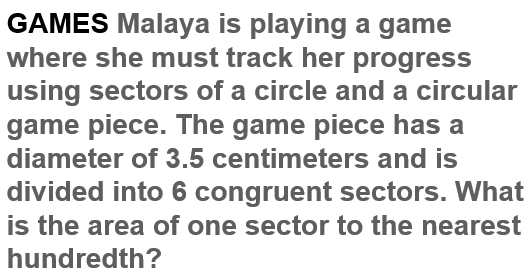 GAMES Malaya is playing a game
where she must track her progress
using sectors of a circle and a circular
game piece. The game piece has a
diameter of 3.5 centimeters and is
divided into 6 congruent sectors. What
is the area of one sector to the nearest
hundredth?